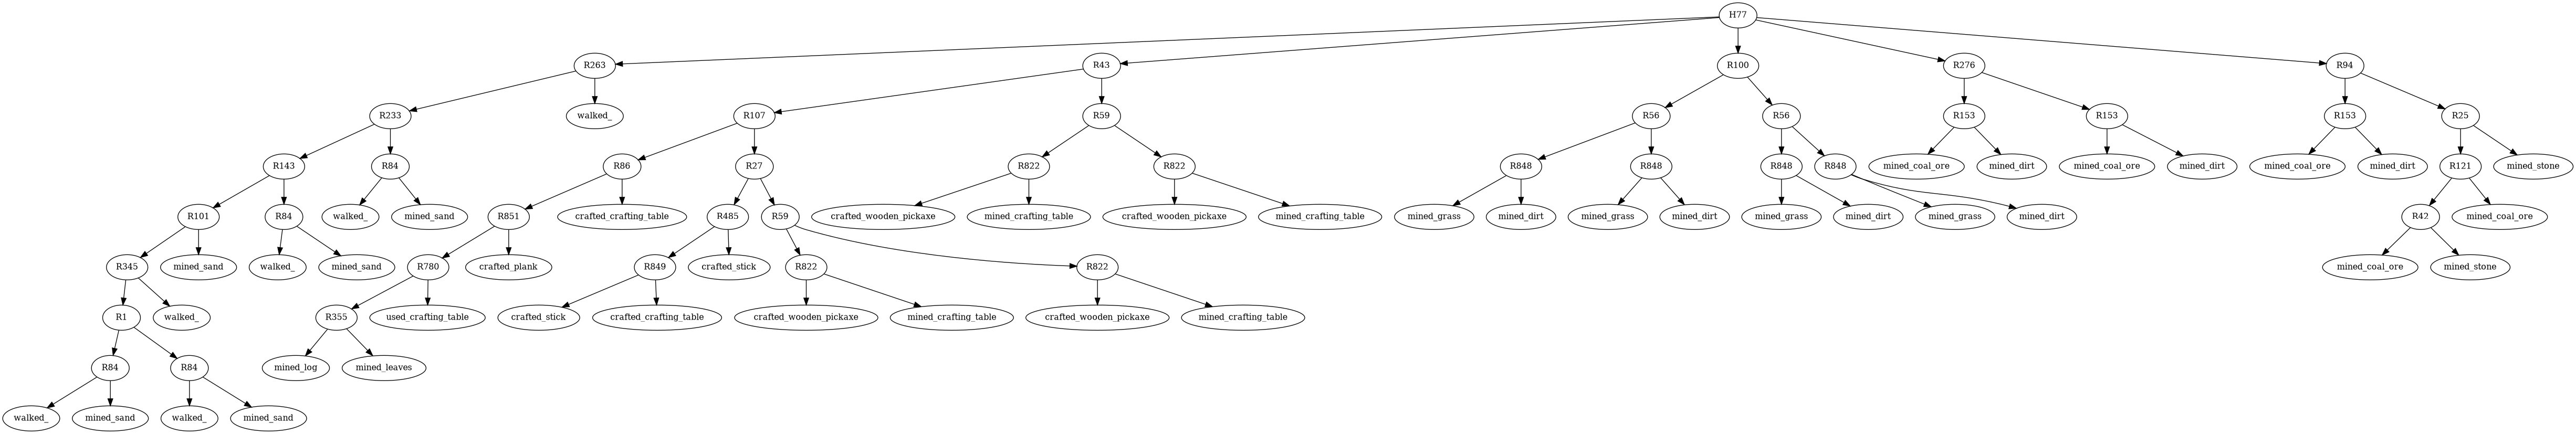 H77
R263 R43 R100 R276 R94
R233 walked_ R107 R59 R56 R56 R153 R153 R153 R25
R143 R84 R86 R27 R822 R822 R848 R848 R848 R848 mined_coal_ore mined_dirt mined_coal_ore mined_dirt mined_coal_ore mined_dirt R121 mined_stone
R101 R84 walked_ mined_sand R851 crafted_crafting_table R485 R59 crafted_wooden_pickaxe mined_crafting_table crafted_wooden_pickaxe mined_crafting_table mined_grass mined_dirt mined_grass mined_dirt mined_grass mined_dirt mined_grass mined_dirt R42 mined_coal_ore
R345 mined_sand walked_ mined_sand R780 crafted_plank R849 crafted_stick R822 R822 mined_coal_ore mined_stone
R1 walked_ R355 used_crafting_table crafted_stick crafted_crafting_table crafted_wooden_pickaxe mined_crafting_table crafted_wooden_pickaxe mined_crafting_table
R84 R84 mined_log mined_leaves
walked_ mined_sand walked_ mined_sand